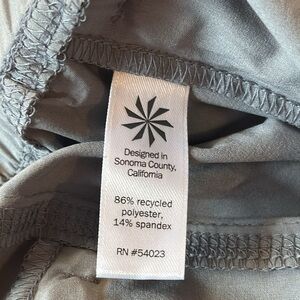 Designed in
Sonoma County,
California
86% recycled
polyester,
14% spandex
RN #54023